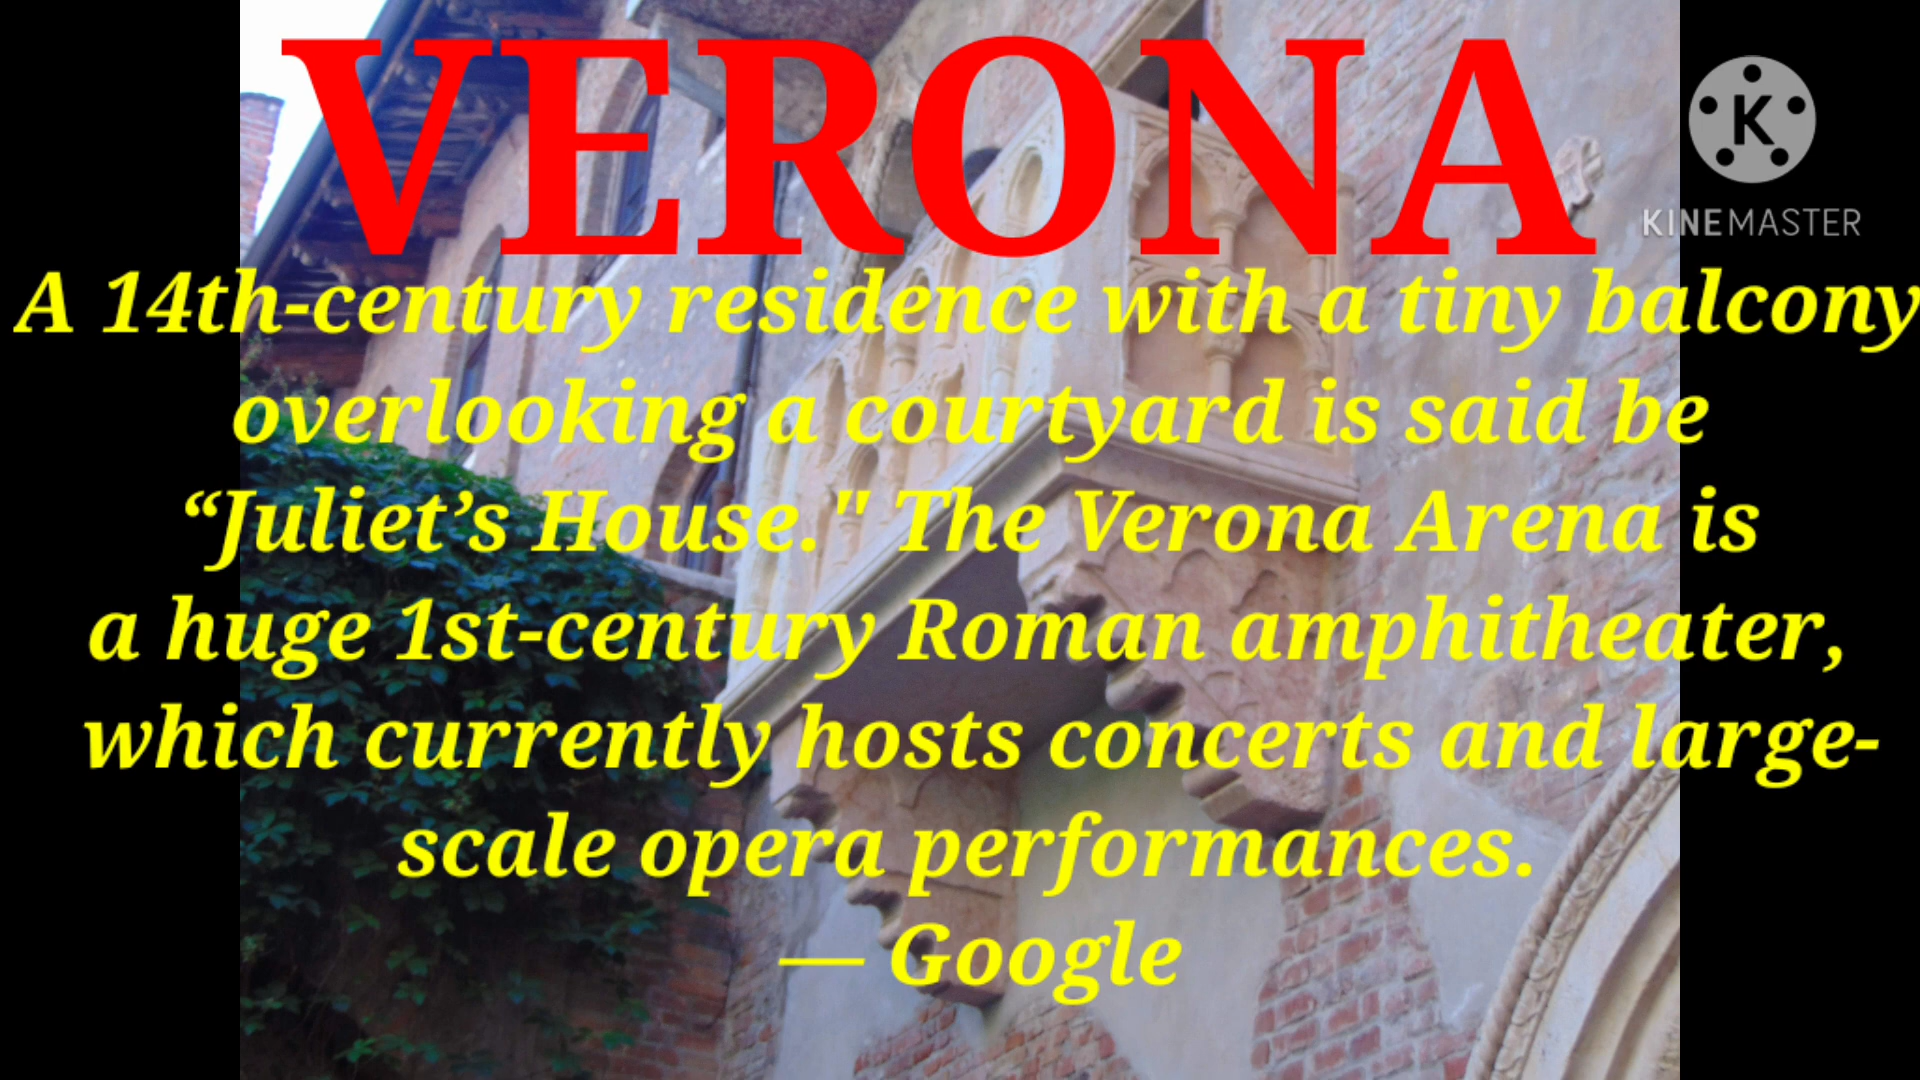 VERONA
K
KINEMASTER
A 14th-century residence with a tiny balcony
overlooking a courtyard is said be
“Juliet’s House." The Verona Arena is
a huge 1st-century Roman amphitheater,
which currently hosts concerts and large-
scale opera performances.
— Google